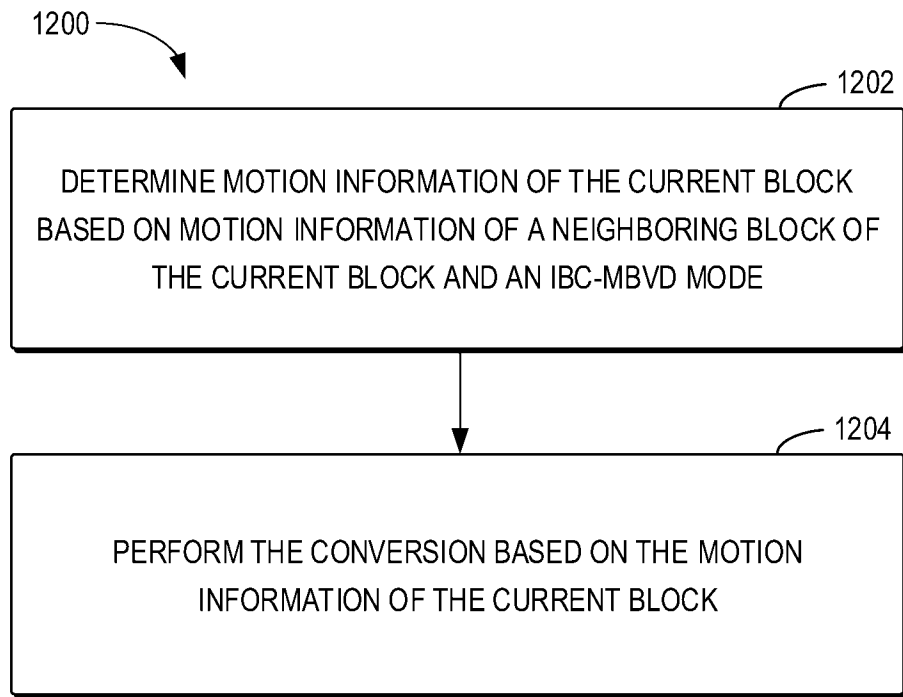 1200
1202
DETERMINE MOTION INFORMATION OF THE CURRENT BLOCK
BASED ON MOTION INFORMATION OF A NEIGHBORING BLOCK OF
THE CURRENT BLOCK AND AN IBC-MBVD MODE
1204
PERFORM THE CONVERSION BASED ON THE MOTION
INFORMATION OF THE CURRENT BLOCK